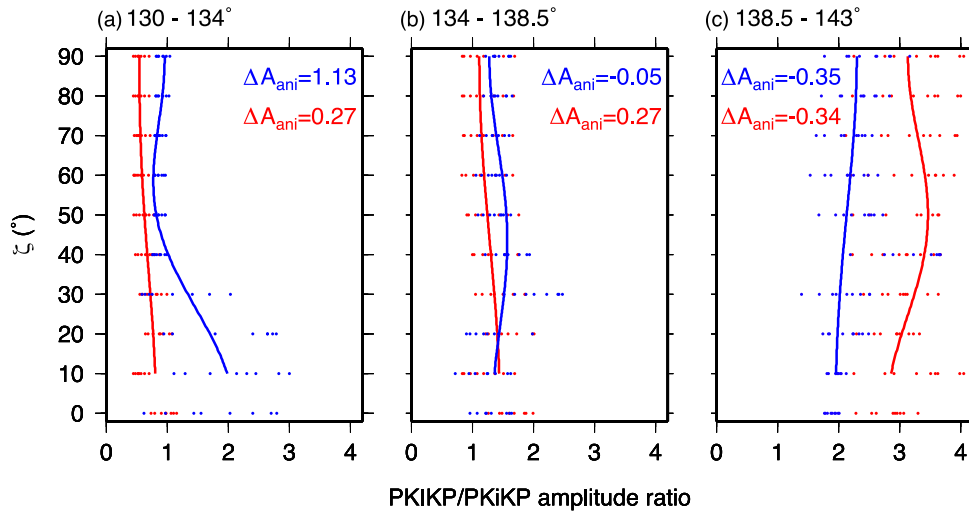 (a) 130 - 134° (b) 134 - 138.5° (c) 138.5 - 143°
90
80
70
60
50
40
30
20
10
0
ζ (°)
ΔAani=1.13
ΔAani=0.27
ΔAani=-0.05
ΔAani=0.27
ΔAani=-0.35
ΔAani=-0.34
0 1 2 3 4 0 1 2 3 4 0 1 2 3 4
PKIKP/PKiKP amplitude ratio